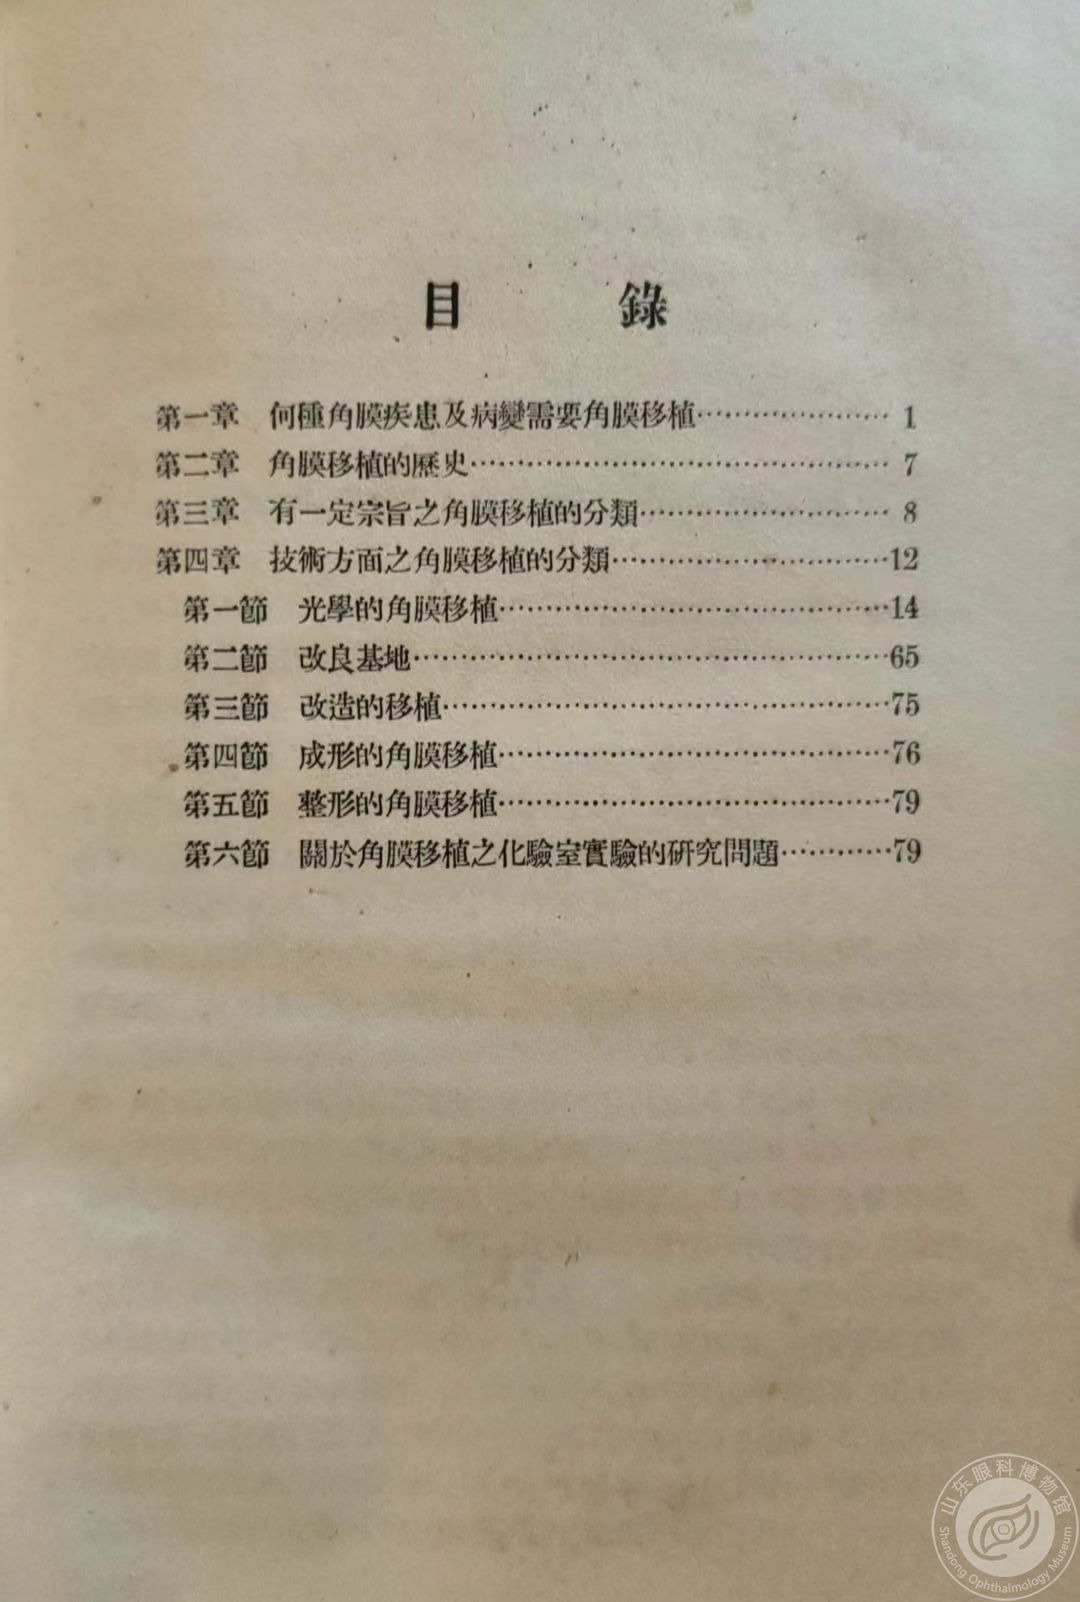 目　錄
第一章　何種角膜疾患及病變需要角膜移植…………………1
第二章　角膜移植的歷史…………………………………7
第三章　有一定宗旨之角膜移植的分類……………………8
第四章　技術方面之角膜移植的分類………………………12
第一節　光學的角膜移植…………………………………14
第二節　改良基地…………………………………………65
第三節　改造的移植………………………………………75
第四節　成形的角膜移植…………………………………76
第五節　整形的角膜移植…………………………………79
第六節　關於角膜移植之化驗室實驗的研究問題…………79
山东眼科博物馆
Shandong Ophthalmology Museum